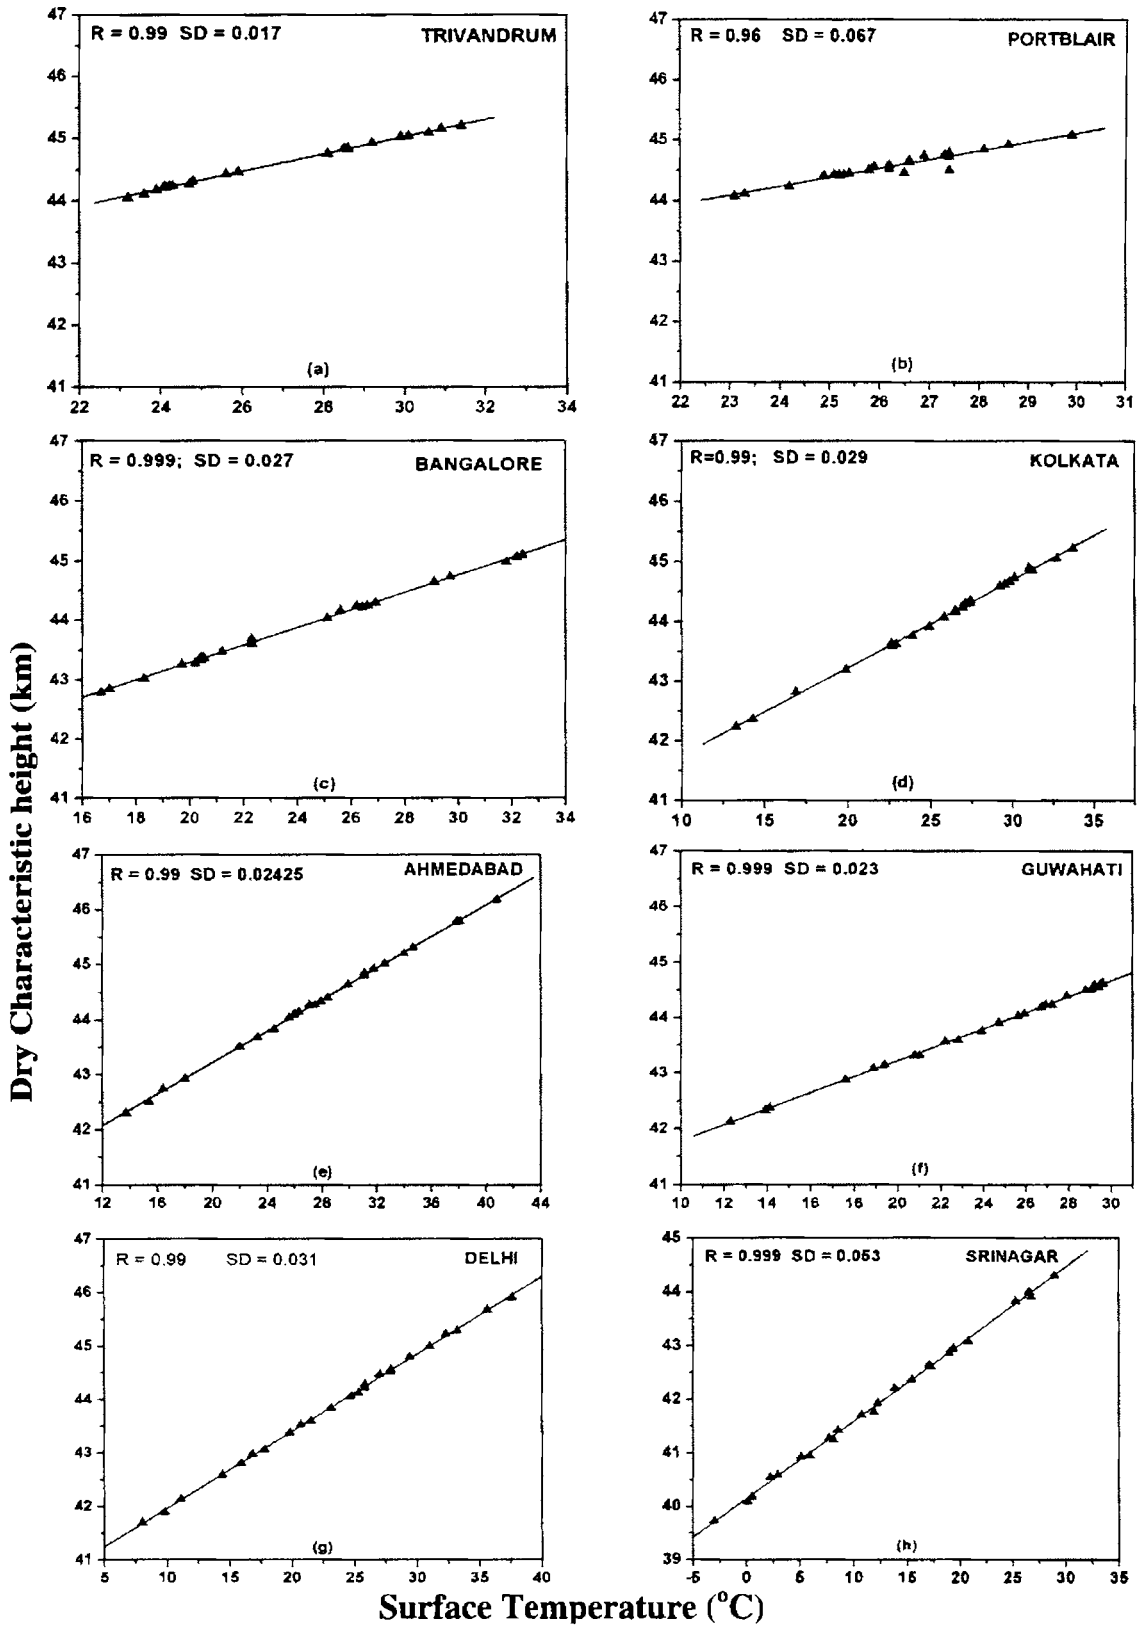 R = 0.99 SD = 0.017 TRIVANDRUM
47
46
45
44
43
42
41
(a)
22 24 26 28 30 32 34
R = 0.96 SD = 0.067 PORTBLAIR
47
46
45
44
43
42
41
(b)
22 23 24 25 26 27 28 29 30 31
R = 0.999; SD = 0.027 BANGALORE
47
46
45
44
43
42
41
(c)
16 18 20 22 24 26 28 30 32 34
R=0.99; SD = 0.029 KOLKATA
47
46
45
44
43
42
41
(d)
10 15 20 25 30 35
R = 0.99 SD = 0.02425 AHMEDABAD
47
46
45
44
43
42
41
(e)
12 16 20 24 28 32 36 40 44
R = 0.999 SD = 0.023 GUWAHATI
47
46
45
44
43
42
41
(f)
10 12 14 16 18 20 22 24 26 28 30
R = 0.99 SD = 0.031 DELHI
47
46
45
44
43
42
41
(g)
5 10 15 20 25 30 35 40
R = 0.999 SD = 0.053 SRINAGAR
45
44
43
42
41
40
39
(h)
-5 0 5 10 15 20 25 30 35
Dry Characteristic height (km)
Surface Temperature (°C)